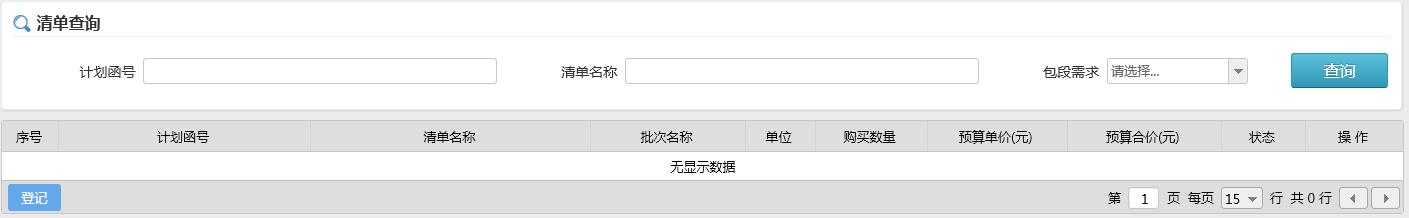 清单查询
计划函号 清单名称 包段需求 请选择... 查询
序号 计划函号 清单名称 批次名称 单位 购买数量 预算单价(元) 预算合价(元) 状态 操 作
无显示数据
登记 第 1 页 每页 15 行 共 0 行